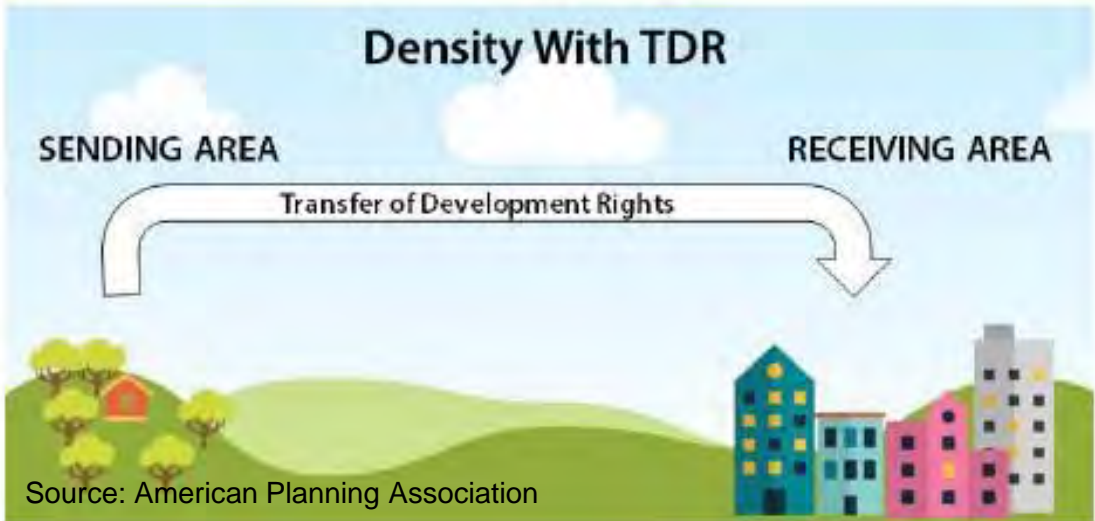 Density With TDR
SENDING AREA
RECEIVING AREA
Transfer of Development Rights
Source: American Planning Association